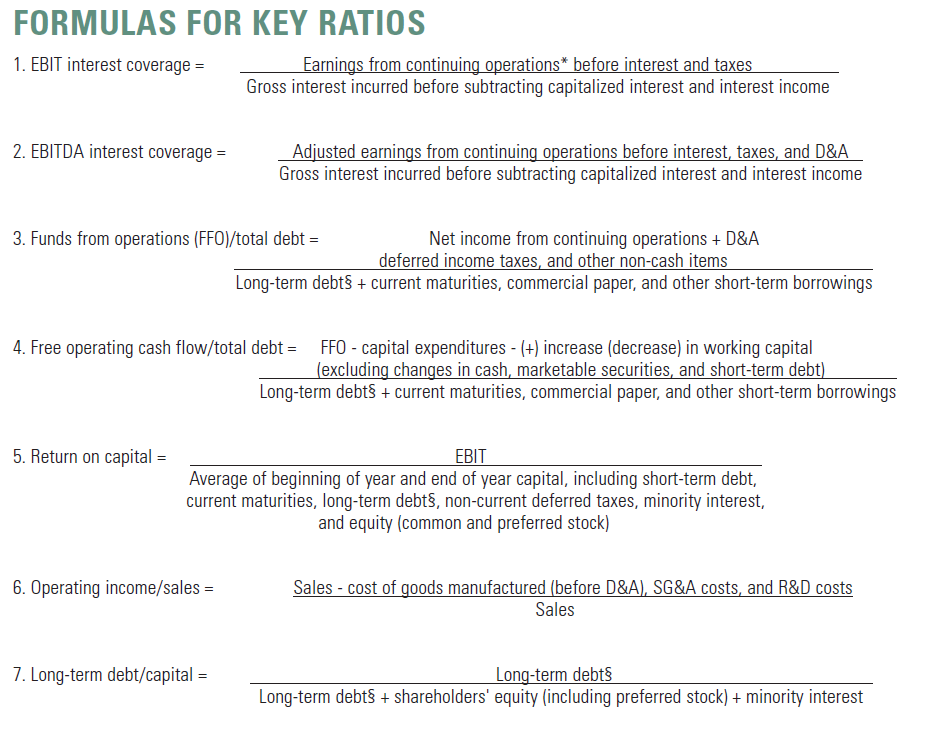 FORMULAS FOR KEY RATIOS
1. EBIT interest coverage = Earnings from continuing operations* before interest and taxes
Gross interest incurred before subtracting capitalized interest and interest income
2. EBITDA interest coverage = Adjusted earnings from continuing operations before interest, taxes, and D&A
Gross interest incurred before subtracting capitalized interest and interest income
3. Funds from operations (FFO)/total debt = Net income from continuing operations + D&A
deferred income taxes, and other non-cash items
Long-term debt§ + current maturities, commercial paper, and other short-term borrowings
4. Free operating cash flow/total debt = FFO - capital expenditures - (+) increase (decrease) in working capital
(excluding changes in cash, marketable securities, and short-term debt)
Long-term debt§ + current maturities, commercial paper, and other short-term borrowings
5. Return on capital = EBIT
Average of beginning of year and end of year capital, including short-term debt,
current maturities, long-term debt§, non-current deferred taxes, minority interest,
and equity (common and preferred stock)
6. Operating income/sales = Sales - cost of goods manufactured (before D&A), SG&A costs, and R&D costs
Sales
7. Long-term debt/capital = Long-term debt§
Long-term debt§ + shareholders' equity (including preferred stock) + minority interest